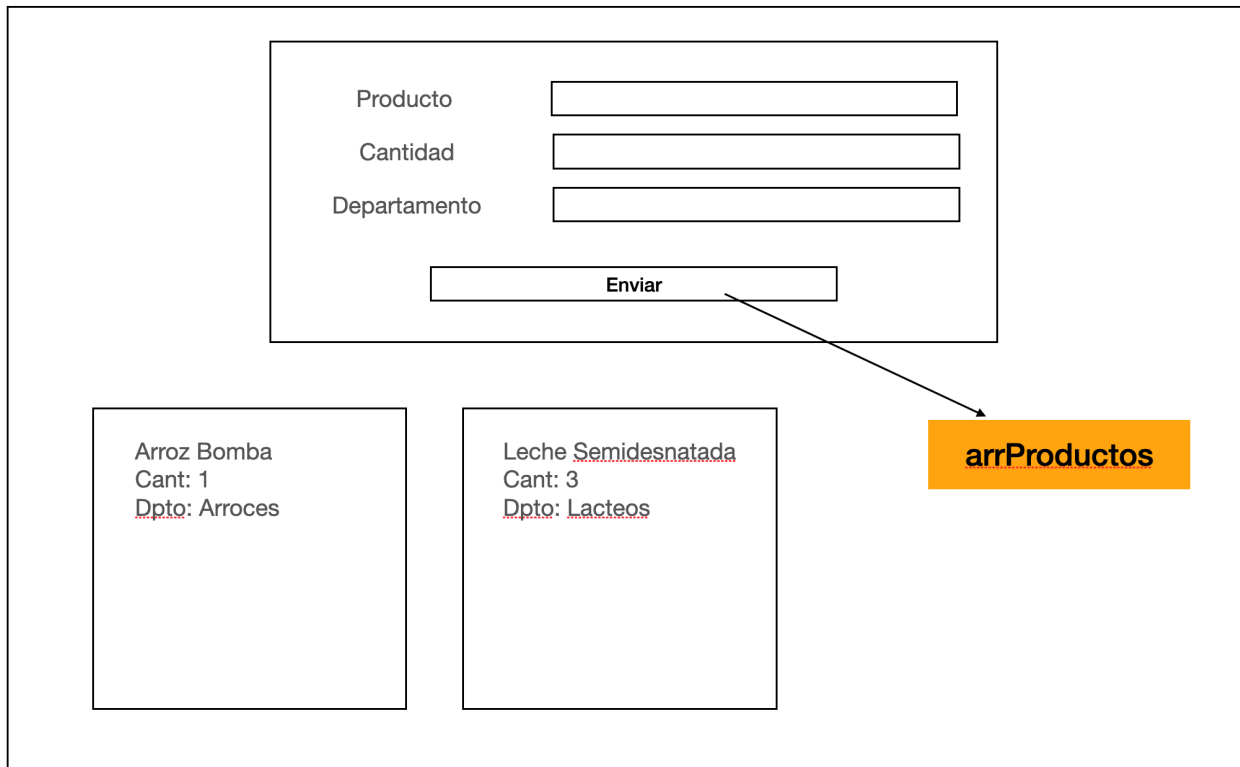 Producto
Cantidad
Departamento
Enviar
Arroz Bomba
Cant: 1
Dpto: Arroces
Leche Semidesnatada
Cant: 3
Dpto: Lacteos
arrProductos